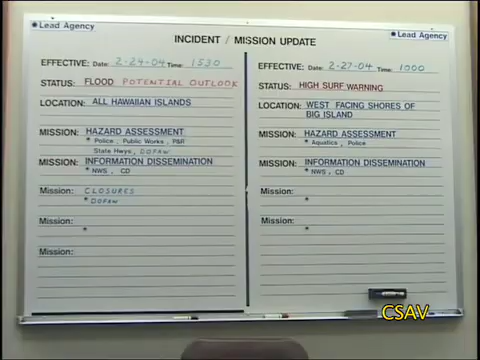 * Lead Agency
INCIDENT / MISSION UPDATE
* Lead Agency
EFFECTIVE: Date: 2-24-04 Time: 1530
STATUS: FLOOD POTENTIAL OUTLOOK
LOCATION: ALL HAWAIIAN ISLANDS
MISSION: HAZARD ASSESSMENT
* Police, Public Works, P&R
State Hwys, DOFAW
MISSION: INFORMATION DISSEMINATION
* NWS, CD
Mission: CLOSURES
* DOFAW
Mission:
*
Mission:
EFFECTIVE: Date: 2-27-04 Time: 1000
STATUS: HIGH SURF WARNING
LOCATION: WEST FACING SHORES OF
BIG ISLAND
MISSION: HAZARD ASSESSMENT
* Aquatics, Police
MISSION: INFORMATION DISSEMINATION
* NWS, CD
Mission:
*
Mission:
*
CSAV